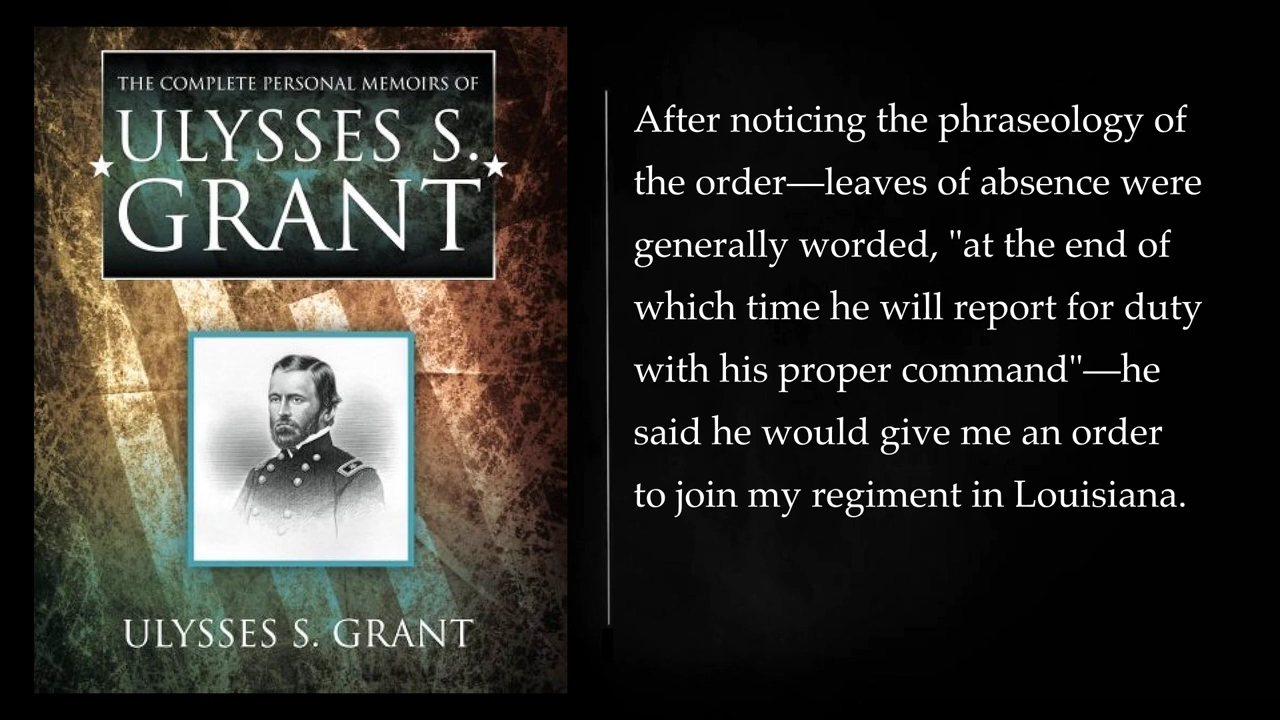 THE COMPLETE PERSONAL MEMOIRS OF
ULYSSES S.
GRANT
ULYSSES S. GRANT
After noticing the phraseology of
the order—leaves of absence were
generally worded, "at the end of
which time he will report for duty
with his proper command"—he
said he would give me an order
to join my regiment in Louisiana.